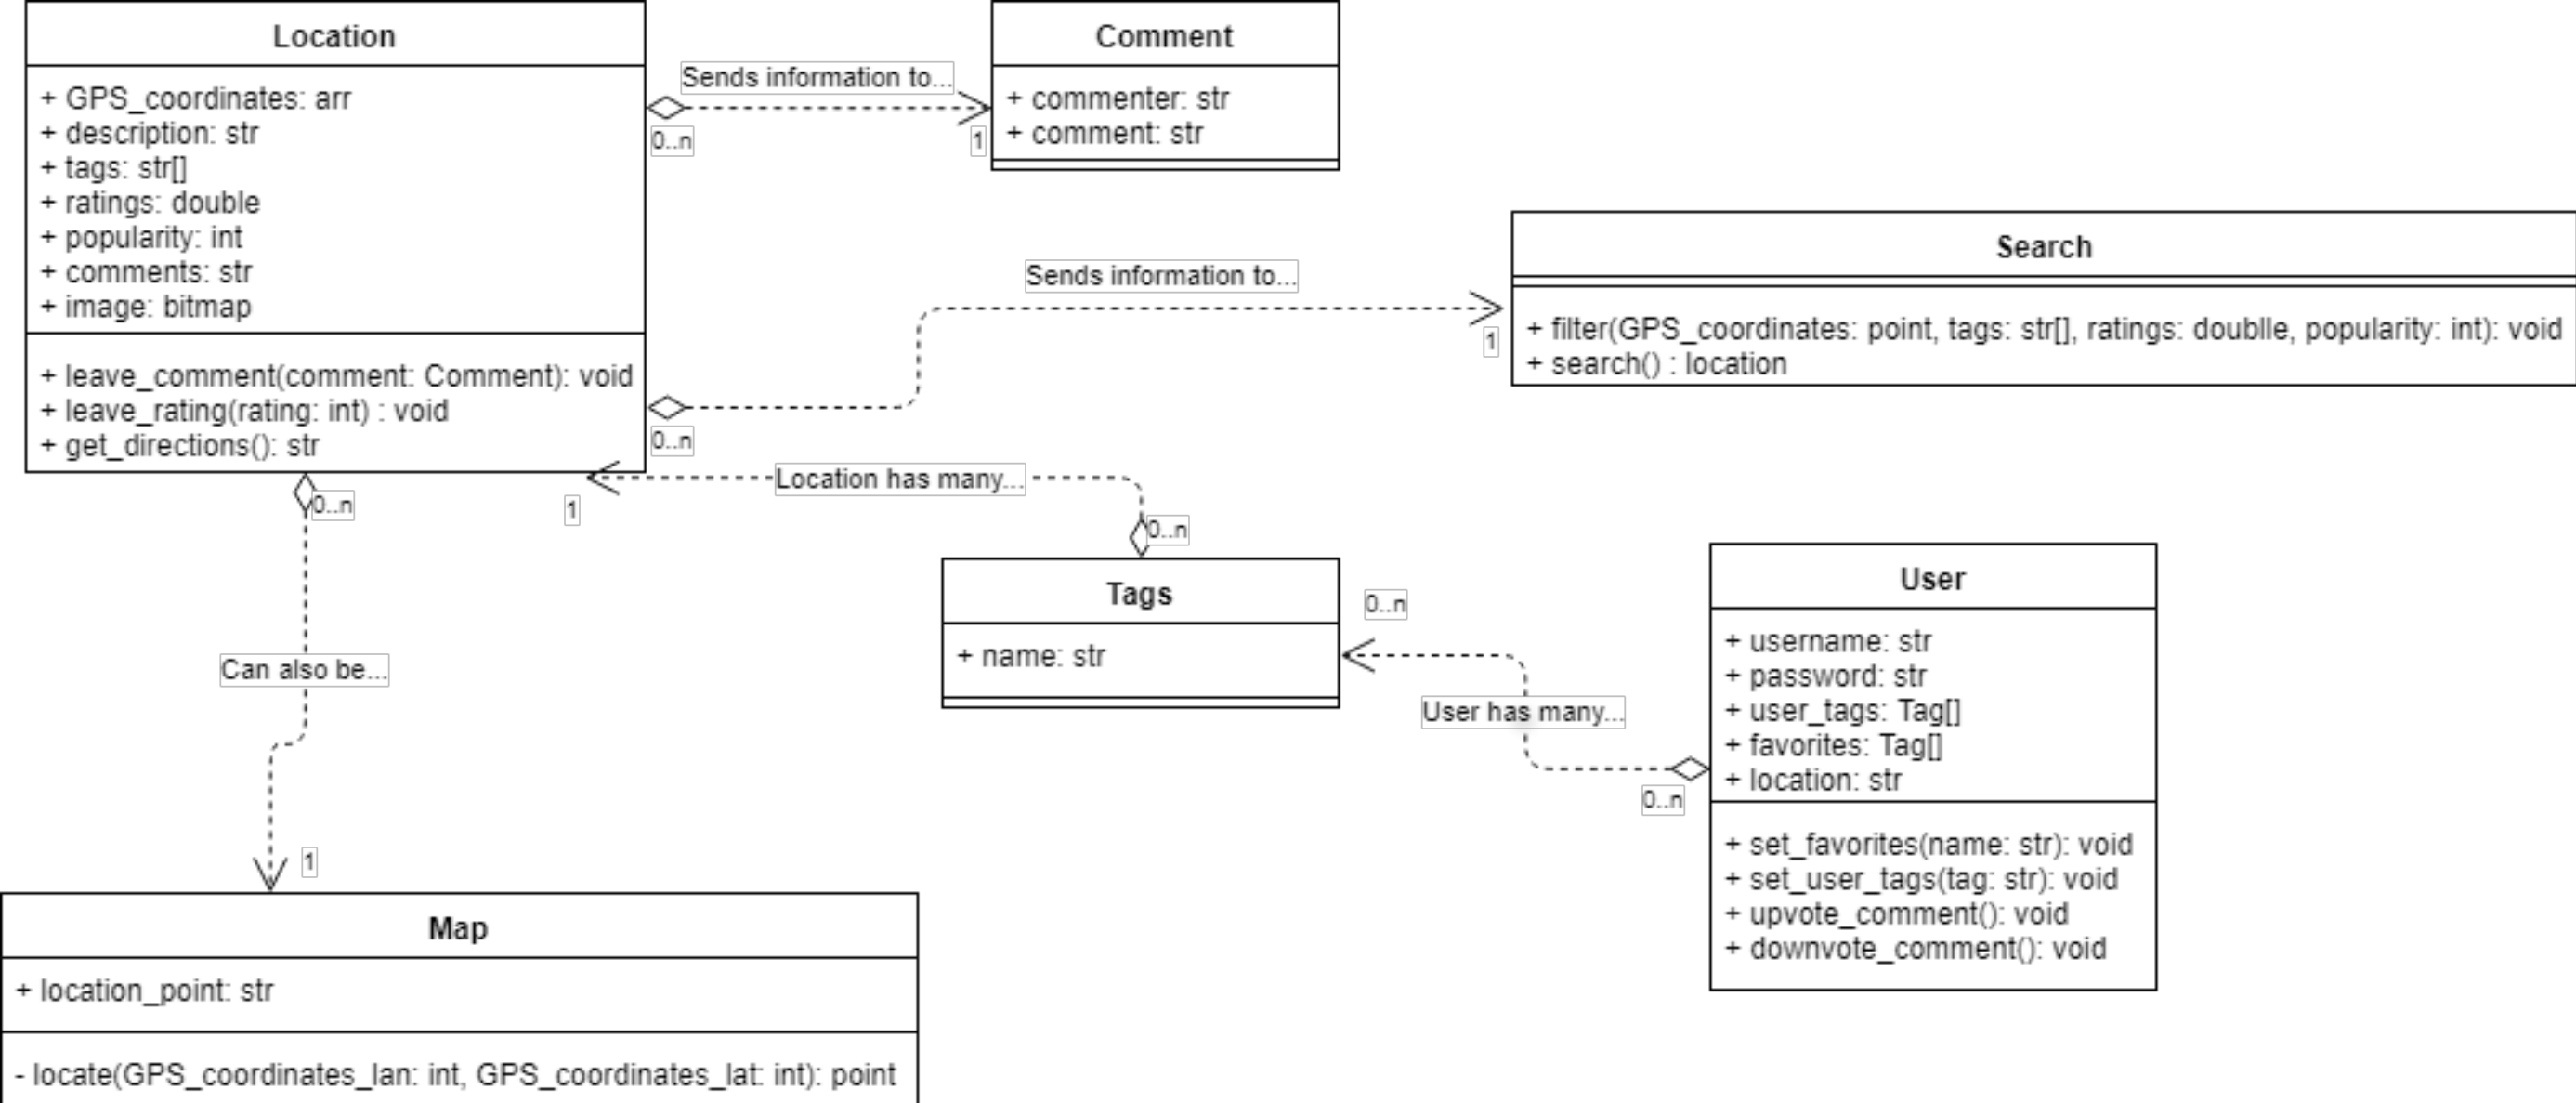 Location
+ GPS_coordinates: arr
+ description: str
+ tags: str[]
+ ratings: double
+ popularity: int
+ comments: str
+ image: bitmap
+ leave_comment(comment: Comment): void
+ leave_rating(rating: int) : void
+ get_directions(): str
Sends information to...
0..n
1
Comment
+ commenter: str
+ comment: str
Sends information to...
0..n
1
Search
+ filter(GPS_coordinates: point, tags: str[], ratings: doublle, popularity: int): void
+ search() : location
Location has many...
1
0..n
Tags
+ name: str
0..n
User has many...
0..n
User
+ username: str
+ password: str
+ user_tags: Tag[]
+ favorites: Tag[]
+ location: str
+ set_favorites(name: str): void
+ set_user_tags(tag: str): void
+ upvote_comment(): void
+ downvote_comment(): void
0..n
Can also be...
1
Map
+ location_point: str
- locate(GPS_coordinates_lan: int, GPS_coordinates_lat: int): point